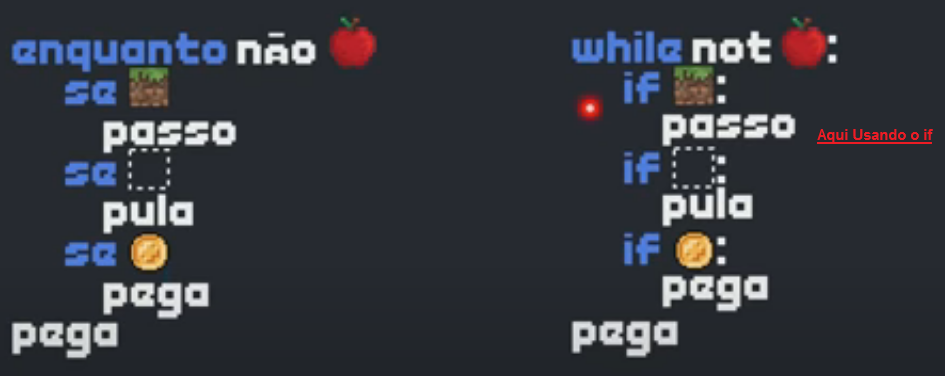 enquanto não
se
passo
se
pula
se
pega
pega
while not :
if :
passo
if :
pula
if :
pega
pega
Aqui Usando o if